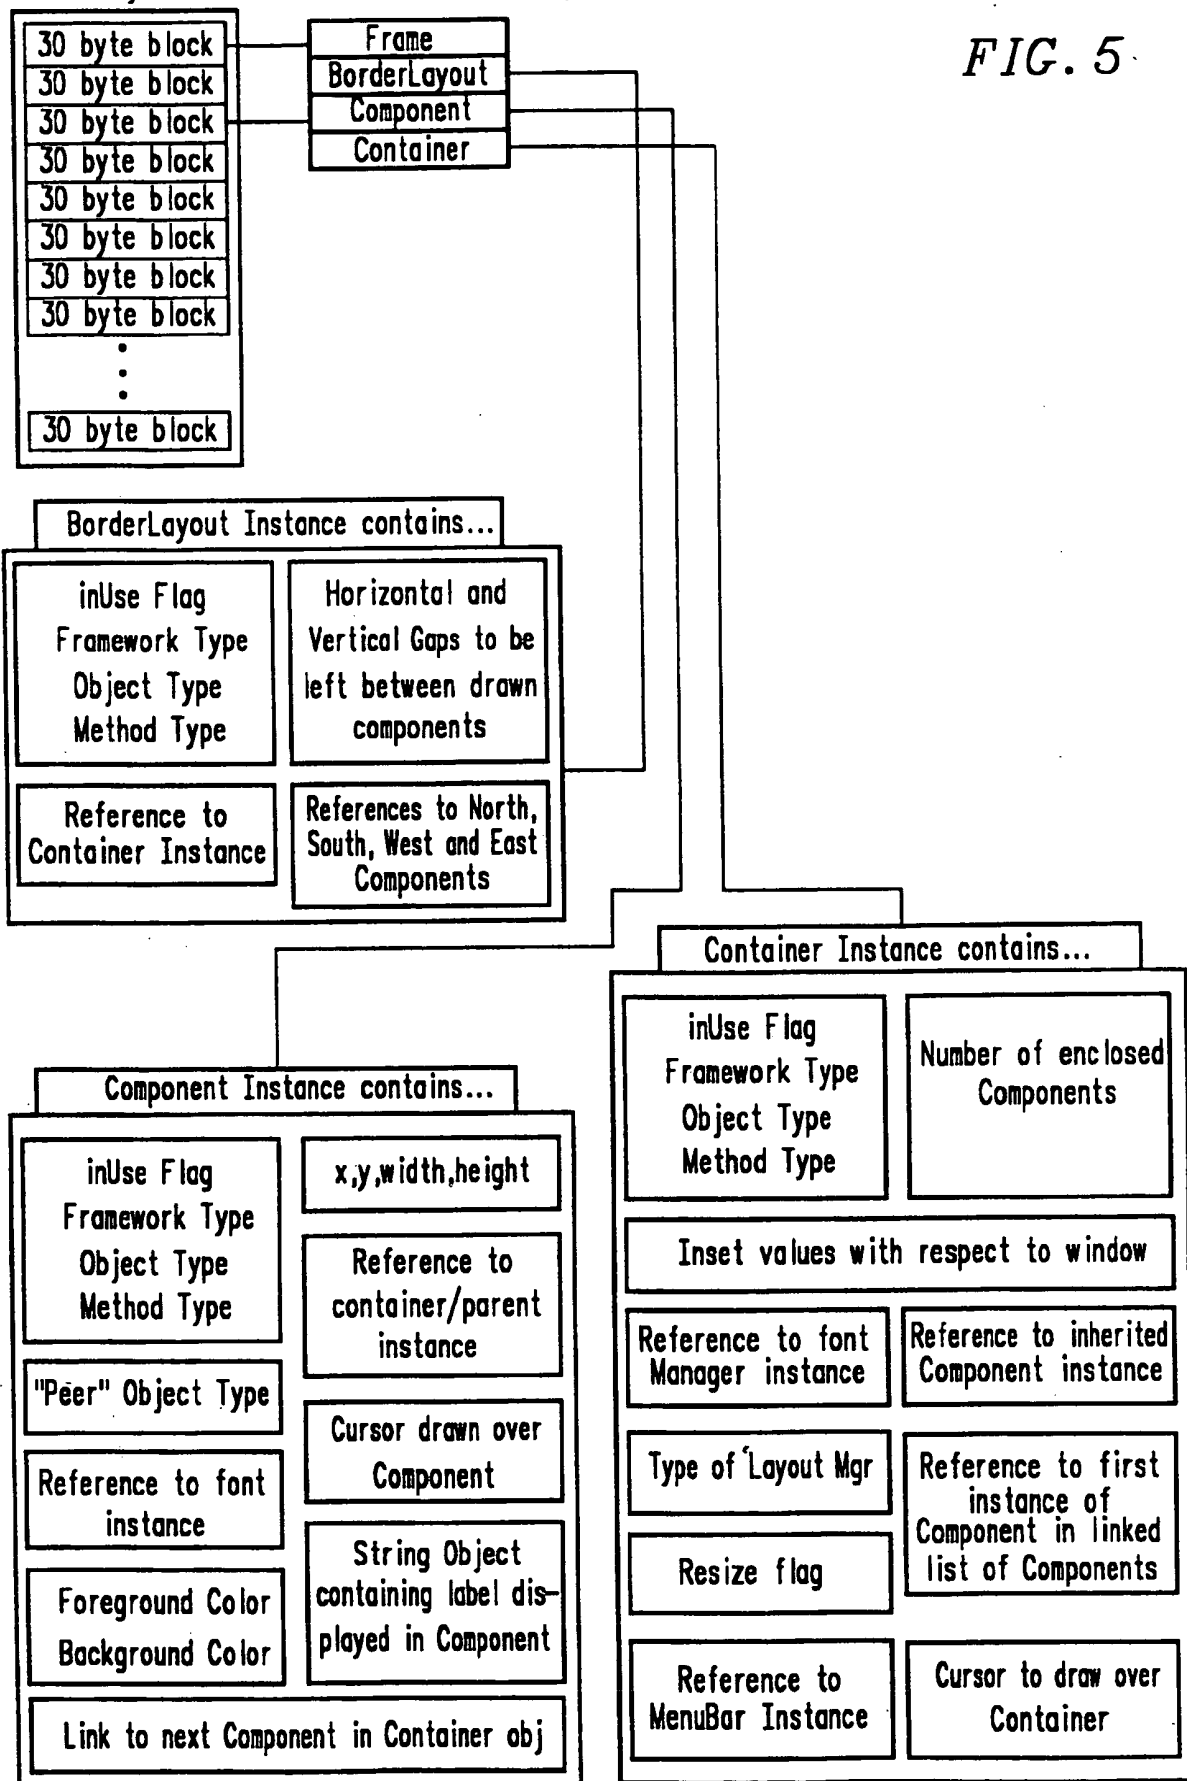 FIG. 5
30 byte block
30 byte block
30 byte block
30 byte block
30 byte block
30 byte block
30 byte block
30 byte block
30 byte block
Frame
BorderLayout
Component
Container
BorderLayout Instance contains...
inUse Flag
Framework Type
Object Type
Method Type
Horizontal and
Vertical Gaps to be
left between drawn
components
Reference to
Container Instance
References to North,
South, West and East
Components
Component Instance contains...
inUse Flag
Framework Type
Object Type
Method Type
x,y,width,height
Reference to
container/parent
instance
"Peer" Object Type
Cursor drawn over
Component
Reference to font
instance
String Object
containing label dis-
played in Component
Foreground Color
Background Color
Link to next Component in Container obj
Container Instance contains...
inUse Flag
Framework Type
Object Type
Method Type
Number of enclosed
Components
Inset values with respect to window
Reference to font
Manager instance
Reference to inherited
Component instance
Type of Layout Mgr
Reference to first
instance of
Component in linked
list of Components
Resize flag
Reference to
MenuBar Instance
Cursor to draw over
Container